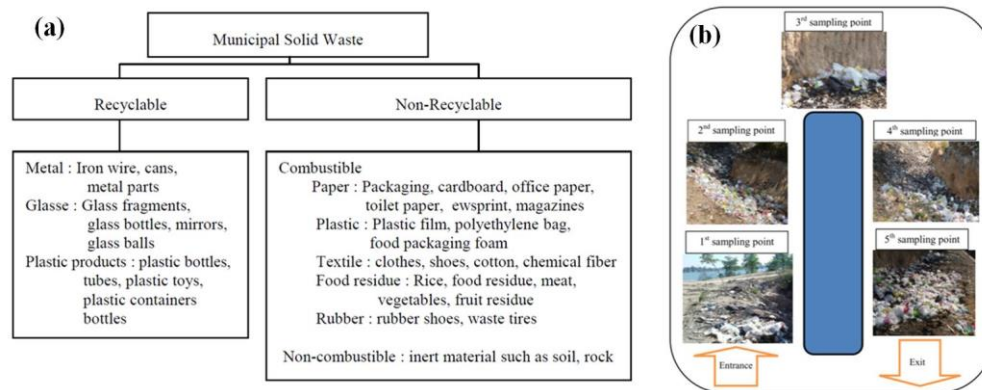 (a)
Municipal Solid Waste
Recyclable
Non-Recyclable
Metal : Iron wire, cans,
metal parts
Glasse : Glass fragments,
glass bottles, mirrors,
glass balls
Plastic products : plastic bottles,
tubes, plastic toys,
plastic containers
bottles
Combustible
Paper : Packaging, cardboard, office paper,
toilet paper, ewsprint, magazines
Plastic : Plastic film, polyethylene bag,
food packaging foam
Textile : clothes, shoes, cotton, chemical fiber
Food residue : Rice, food residue, meat,
vegetables, fruit residue
Rubber : rubber shoes, waste tires
Non-combustible : inert material such as soil, rock
(b)
3rd sampling point
2nd sampling point
4th sampling point
1st sampling point
5th sampling point
Entrance
Exit